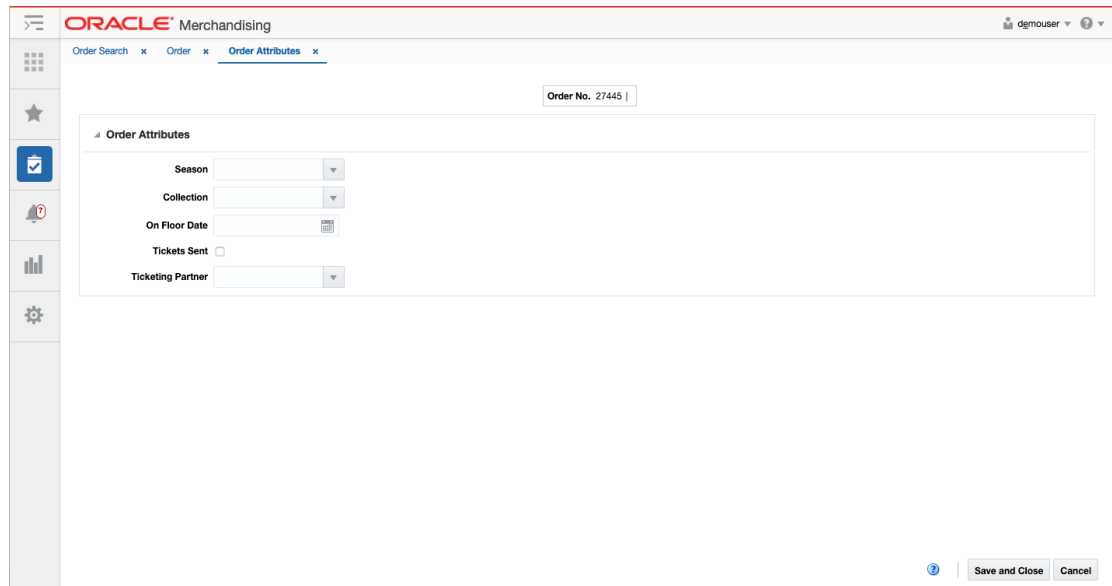 ORACLE Merchandising
demouser
Order Search x Order x Order Attributes x
Order No. 27445 |
Order Attributes
Season
Collection
7
On Floor Date
Tickets Sent
Ticketing Partner
? Save and Close Cancel